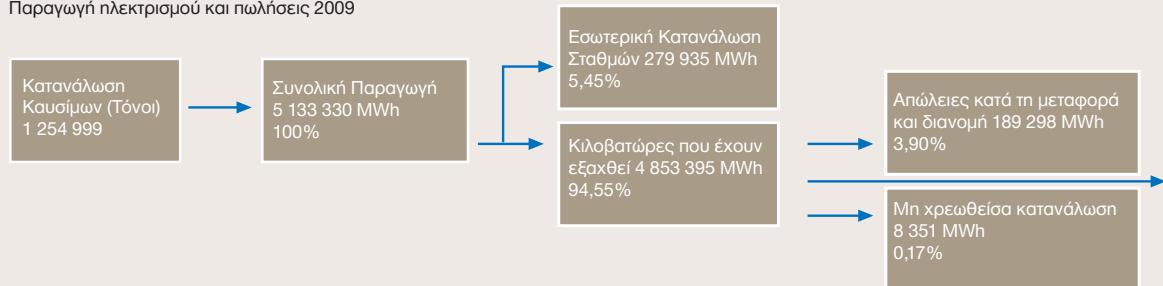 Παραγωγή ηλεκτρισμού και πωλήσεις 2009
Κατανάλωση
Καυσίμων (Τόνοι)
1 254 999
Συνολική Παραγωγή
5 133 330 MWh
100%
Εσωτερική Κατανάλωση
Σταθμών 279 935 MWh
5,45%
Κιλοβατώρες που έχουν
εξαχθεί 4 853 395 MWh
94,55%
Απώλειες κατά τη μεταφορά
και διανομή 189 298 MWh
3,90%
Μη χρεωθείσα κατανάλωση
8 351 MWh
0,17%